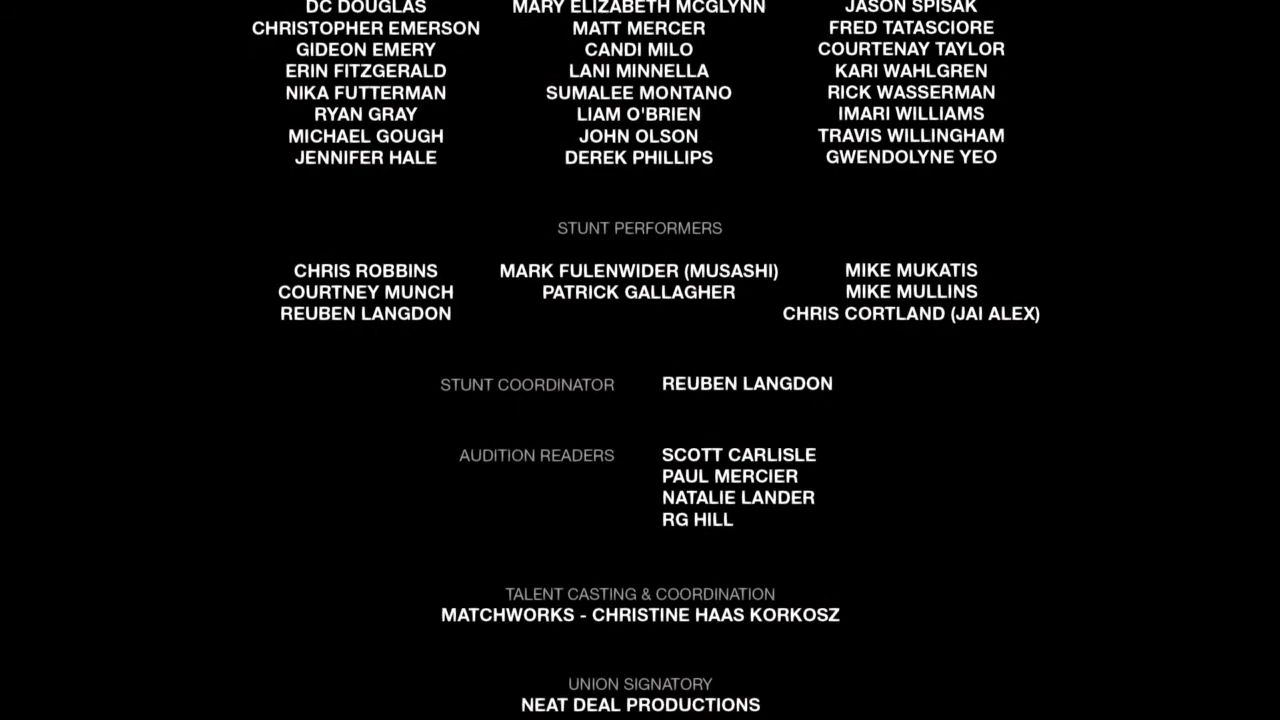 DC DOUGLAS
CHRISTOPHER EMERSON
GIDEON EMERY
ERIN FITZGERALD
NIKA FUTTERMAN
RYAN GRAY
MICHAEL GOUGH
JENNIFER HALE
MARY ELIZABETH MCGLYNN
MATT MERCER
CANDI MILO
LANI MINNELLA
SUMALEE MONTANO
LIAM O'BRIEN
JOHN OLSON
DEREK PHILLIPS
JASON SPISAK
FRED TATASCIORE
COURTENAY TAYLOR
KARI WAHLGREN
RICK WASSERMAN
IMARI WILLIAMS
TRAVIS WILLINGHAM
GWENDOLYNE YEO
STUNT PERFORMERS
CHRIS ROBBINS
COURTNEY MUNCH
REUBEN LANGDON
MARK FULENWIDER (MUSASHI)
PATRICK GALLAGHER
MIKE MUKATIS
MIKE MULLINS
CHRIS CORTLAND (JAI ALEX)
STUNT COORDINATOR REUBEN LANGDON
AUDITION READERS SCOTT CARLISLE
PAUL MERCIER
NATALIE LANDER
RG HILL
TALENT CASTING & COORDINATION
MATCHWORKS - CHRISTINE HAAS KORKOSZ
UNION SIGNATORY
NEAT DEAL PRODUCTIONS